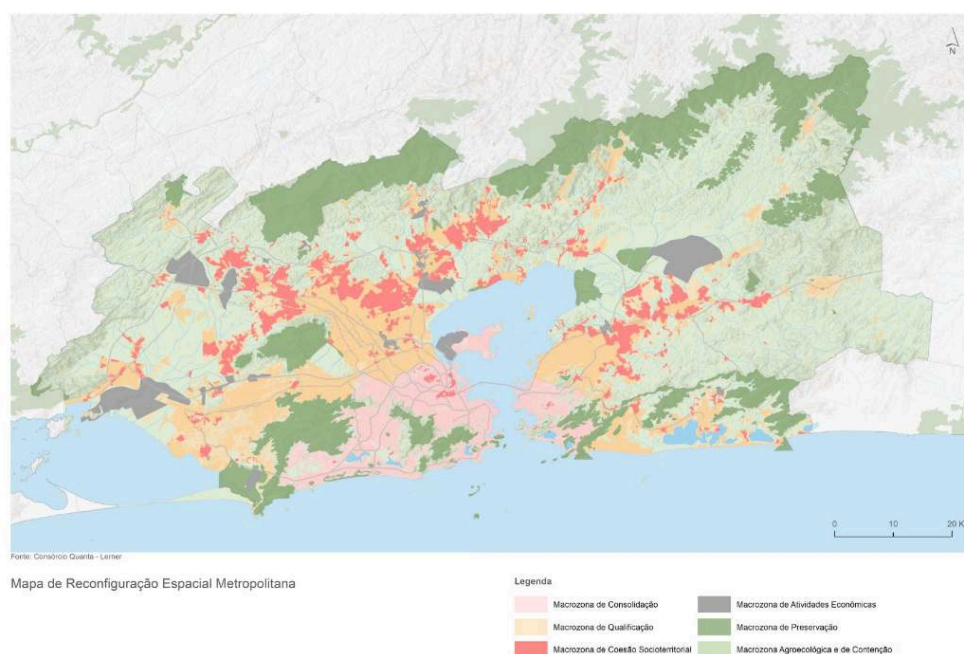 N
0 10 20 K
Fonte: Consórcio Quanta - Lerner
Mapa de Reconfiguração Espacial Metropolitana
Legenda
Macrozona de Consolidação
Macrozona de Qualificação
Macrozona de Coesão Socioterritorial
Macrozona de Atividades Econômicas
Macrozona de Preservação
Macrozona Agroecológica e de Contenção